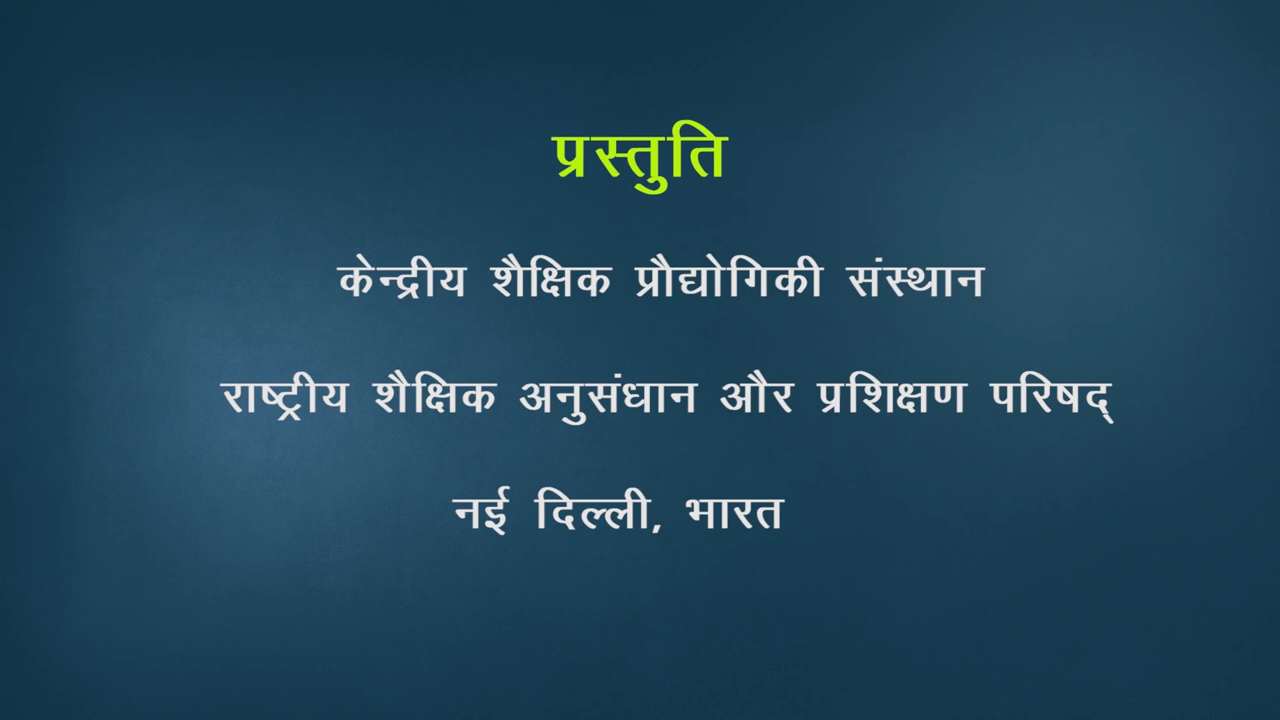 प्रस्तुति
केन्द्रीय शैक्षिक प्रौद्योगिकी संस्थान
राष्ट्रीय शैक्षिक अनुसंधान और प्रशिक्षण परिषद्
नई दिल्ली, भारत